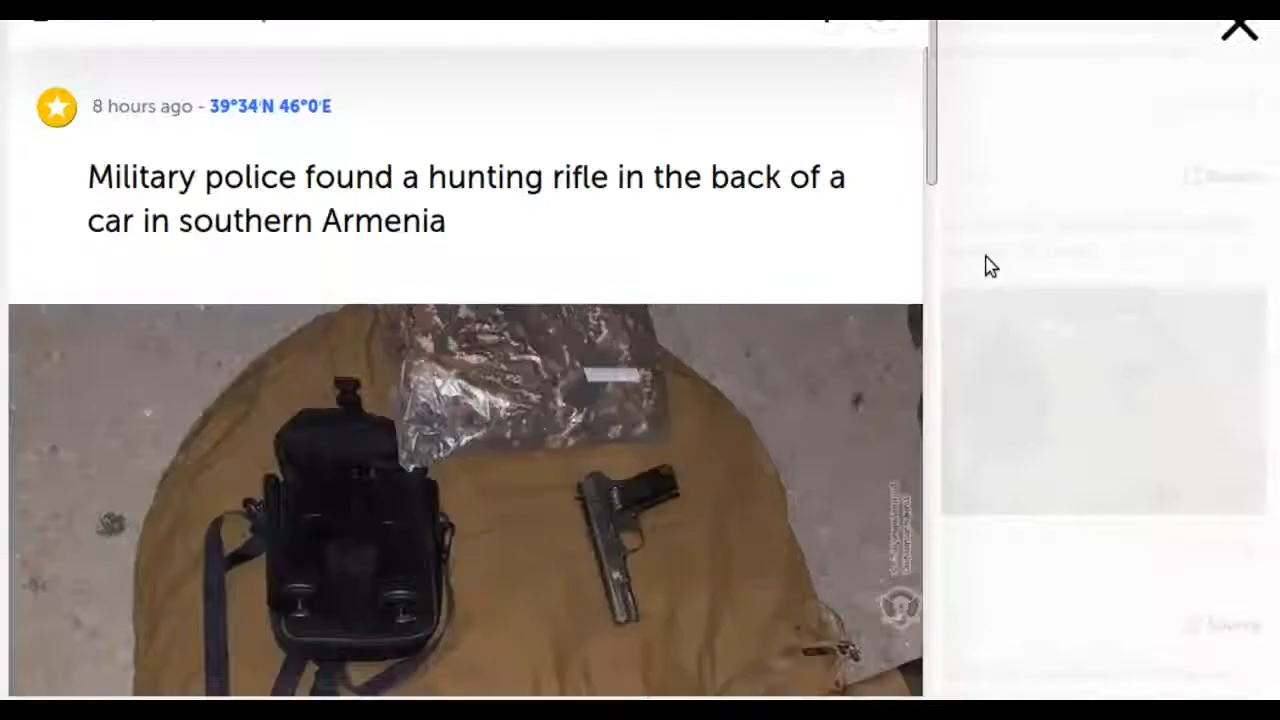 8 hours ago - 39°34′N 46°0′E
Military police found a hunting rifle in the back of a
car in southern Armenia